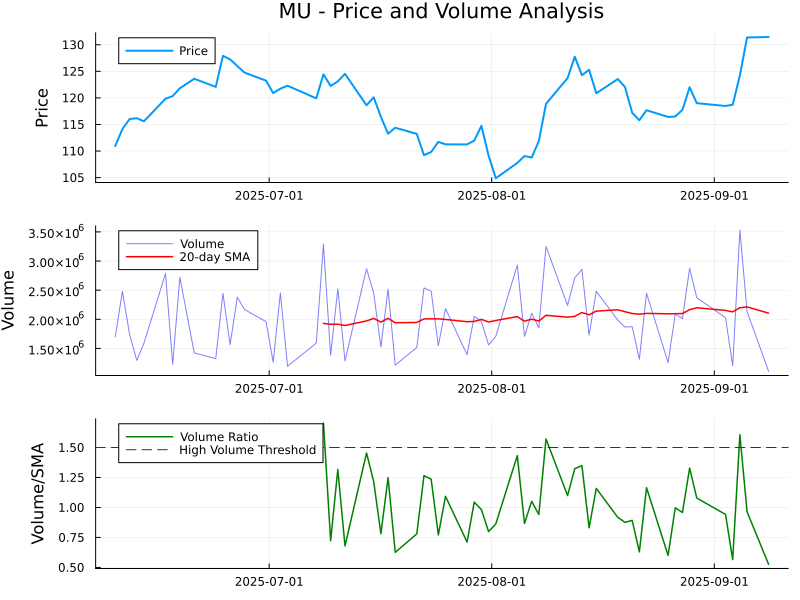 MU - Price and Volume Analysis
Price
130
125
120
115
110
105
Price
2025-07-01
2025-08-01
2025-09-01
Volume
3.50×10⁶
3.00×10⁶
2.50×10⁶
2.00×10⁶
1.50×10⁶
Volume
20-day SMA
2025-07-01
2025-08-01
2025-09-01
Volume/SMA
1.50
1.25
1.00
0.75
0.50
Volume Ratio
High Volume Threshold
2025-07-01
2025-08-01
2025-09-01